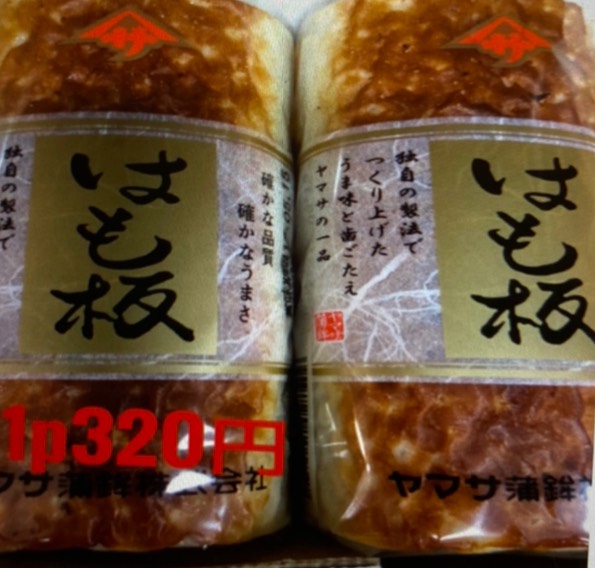 サ
独自の製法で
はも板
確かな品質
確かなうまさ
1p320円
ヤマサ蒲鉾株式会社
サ
独自の製法で
つくり上げた
うま味と歯ごたえ
ヤマサの一品
はも板
ヤマサ蒲鉾